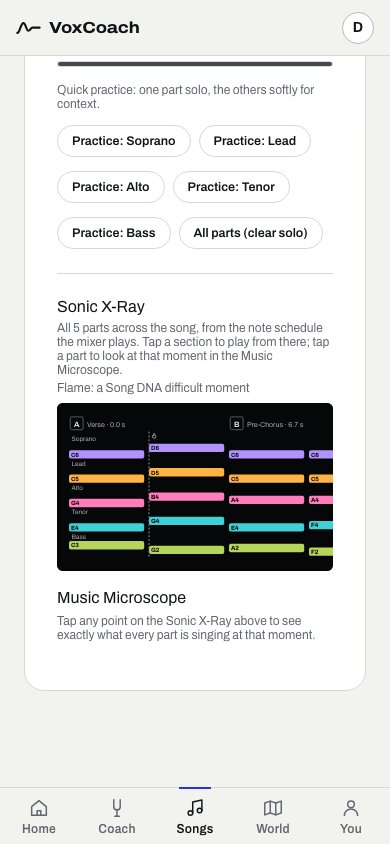 VoxCoach
D
Quick practice: one part solo, the others softly for
context.
Practice: Soprano
Practice: Lead
Practice: Alto
Practice: Tenor
Practice: Bass
All parts (clear solo)
Sonic X-Ray
All 5 parts across the song, from the note schedule
the mixer plays. Tap a section to play from there; tap
a part to look at that moment in the Music
Microscope.
Flame: a Song DNA difficult moment
A Verse · 0.0 s
B Pre-Chorus · 6.7 s
Soprano
C6 D6 C6 C6
Lead
C5 D5 C5 C5
Alto
G4 B4 A4 A4
Tenor
E4 G4 E4 F4
Bass
C3 G2 A2 F2
Music Microscope
Tap any point on the Sonic X-Ray above to see
exactly what every part is singing at that moment.
Home
Coach
Songs
World
You